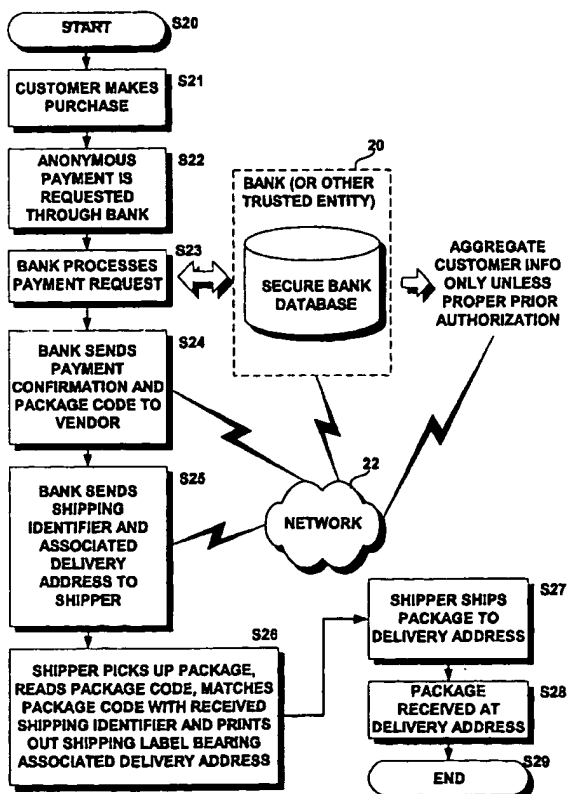 START
S20
CUSTOMER MAKES
PURCHASE
S21
ANONYMOUS
PAYMENT IS
REQUESTED
THROUGH BANK
S22
BANK PROCESSES
PAYMENT REQUEST
S23
20
BANK (OR OTHER
TRUSTED ENTITY)
SECURE BANK
DATABASE
AGGREGATE
CUSTOMER INFO
ONLY UNLESS
PROPER PRIOR
AUTHORIZATION
BANK SENDS
PAYMENT
CONFIRMATION AND
PACKAGE CODE TO
VENDOR
S24
22
NETWORK
BANK SENDS
SHIPPING
IDENTIFIER AND
ASSOCIATED
DELIVERY
ADDRESS TO
SHIPPER
S25
S26
SHIPPER PICKS UP PACKAGE,
READS PACKAGE CODE, MATCHES
PACKAGE CODE WITH RECEIVED
SHIPPING IDENTIFIER AND PRINTS
OUT SHIPPING LABEL BEARING
ASSOCIATED DELIVERY ADDRESS
SHIPPER SHIPS
PACKAGE TO
DELIVERY ADDRESS
S27
PACKAGE
RECEIVED AT
DELIVERY ADDRESS
S28
END
S29